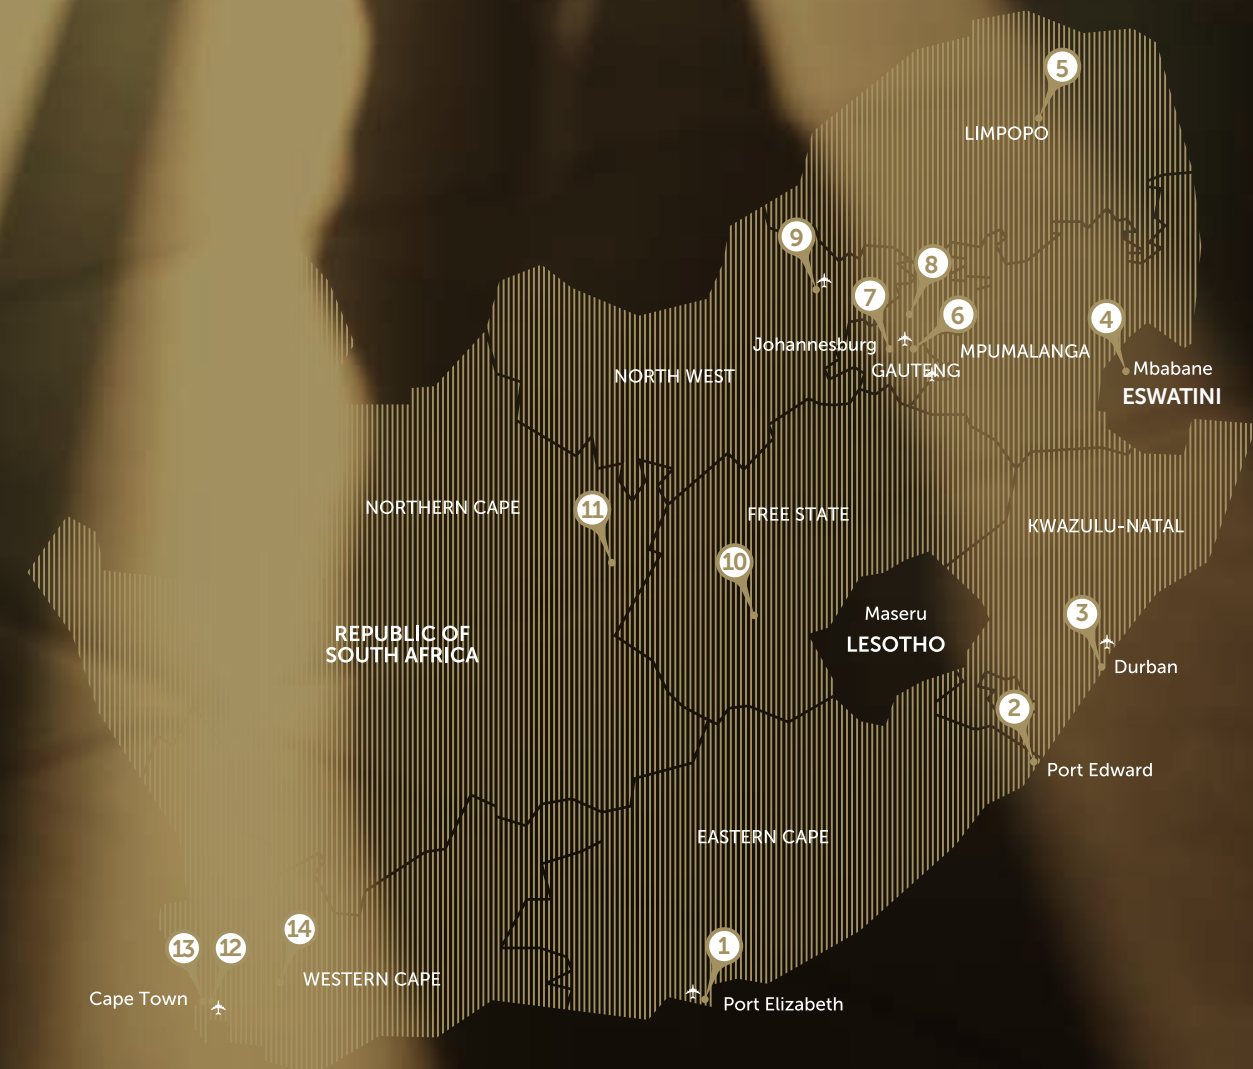 5
LIMPOPO
9
8
7
6
4
Johannesburg
MPUMALANGA
GAUTENG
Mbabane
ESWATINI
NORTH WEST
NORTHERN CAPE
11
FREE STATE
KWAZULU-NATAL
10
Maseru
LESOTHO
3
Durban
REPUBLIC OF
SOUTH AFRICA
2
Port Edward
EASTERN CAPE
14
13
12
WESTERN CAPE
Cape Town
1
Port Elizabeth